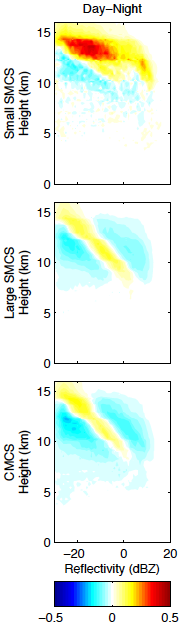 Day−Night
Small SMCS
Height (km)
15
10
5
0
Large SMCS
Height (km)
15
10
5
0
CMCS
Height (km)
15
10
5
0
−20 0 20
Reflectivity (dBZ)
−0.5 0 0.5